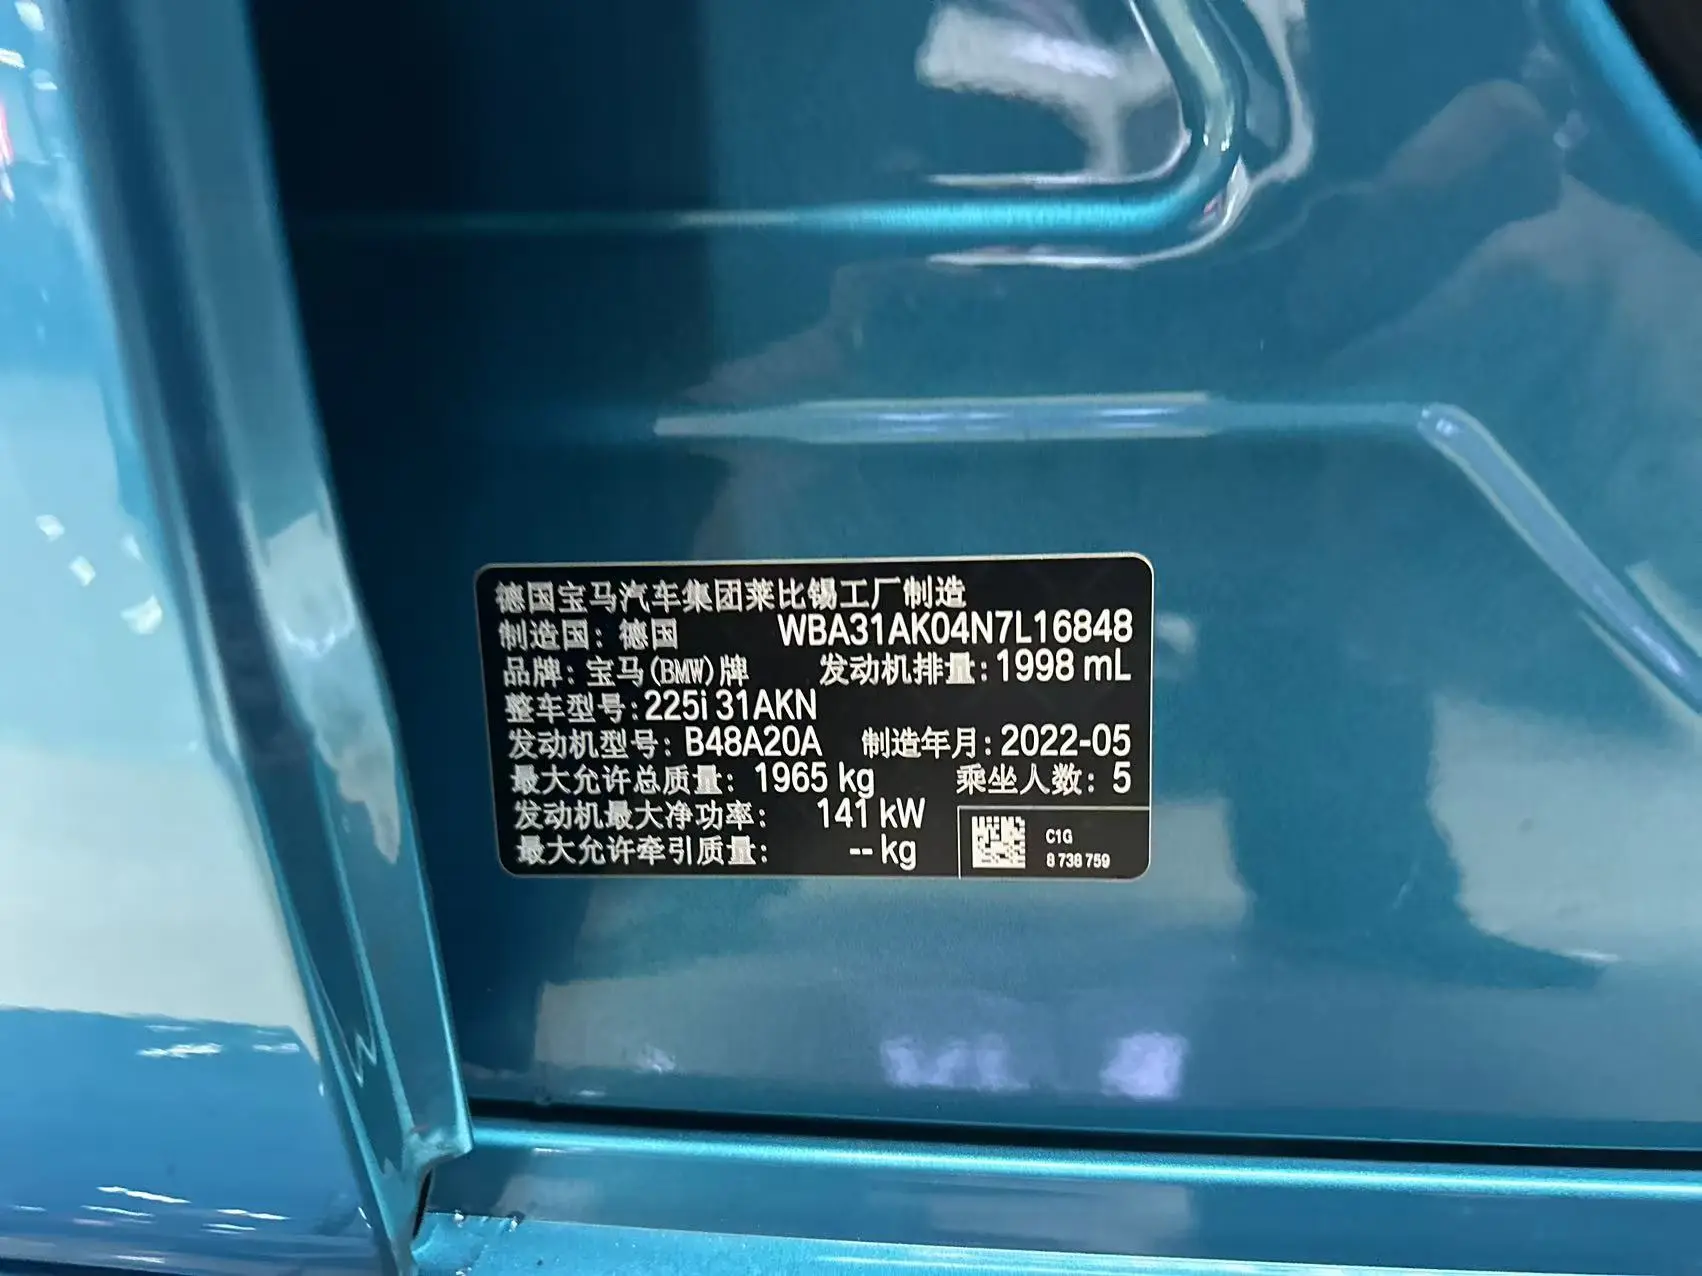 德国宝马汽车集团莱比锡工厂制造
制造国：德国 WBA31AK04N7L16848
品牌：宝马(BMW)牌 发动机排量：1998 mL
整车型号：225i 31AKN
发动机型号：B48A20A 制造年月：2022-05
最大允许总质量：1965 kg 乘坐人数：5
发动机最大净功率：141 kW
最大允许牵引质量：-- kg
C1G
8 738 759